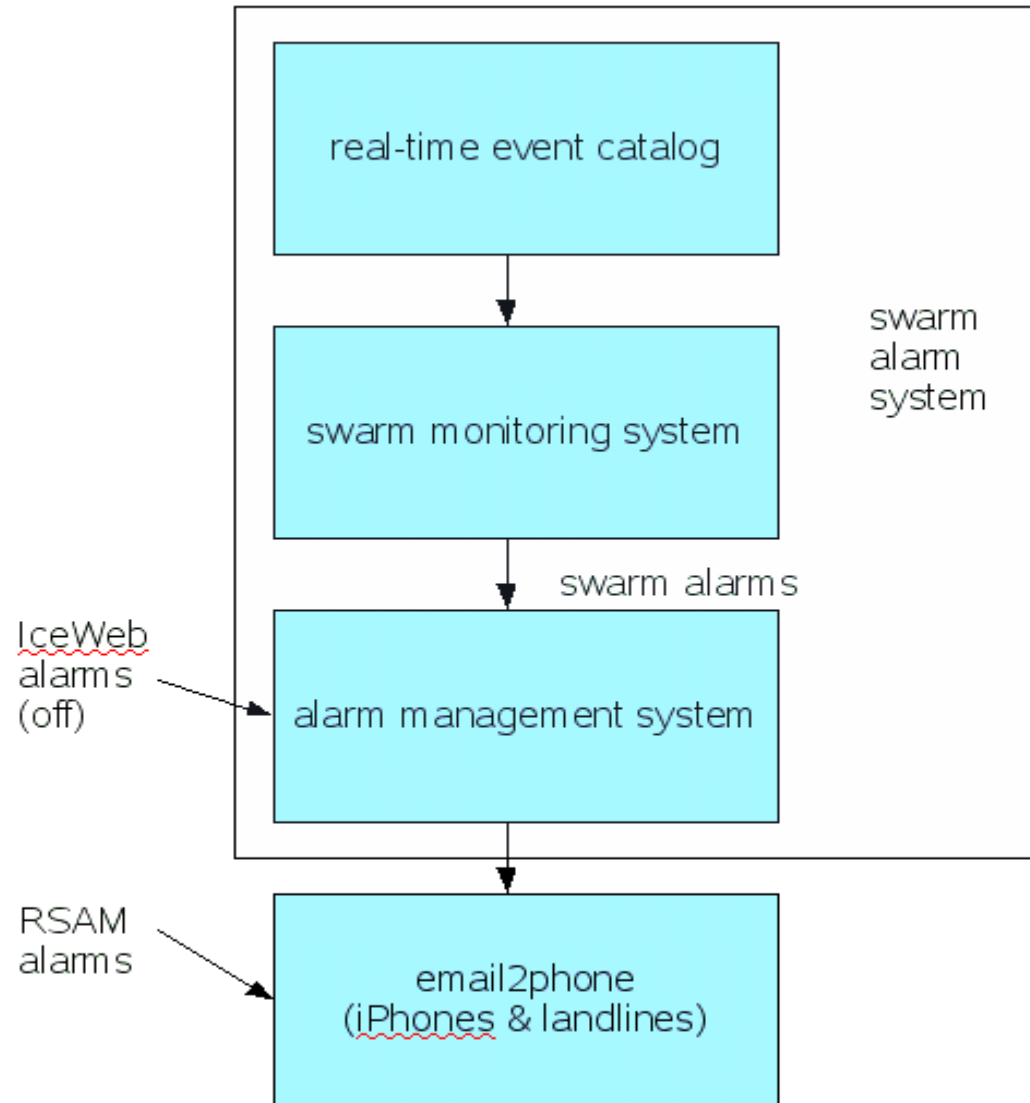 real-time event catalog
swarm
alarm
system
swarm monitoring system
swarm alarms
IceWeb
alarms
(off)
alarm management system
RSAM
alarms
email2phone
(iPhones & landlines)